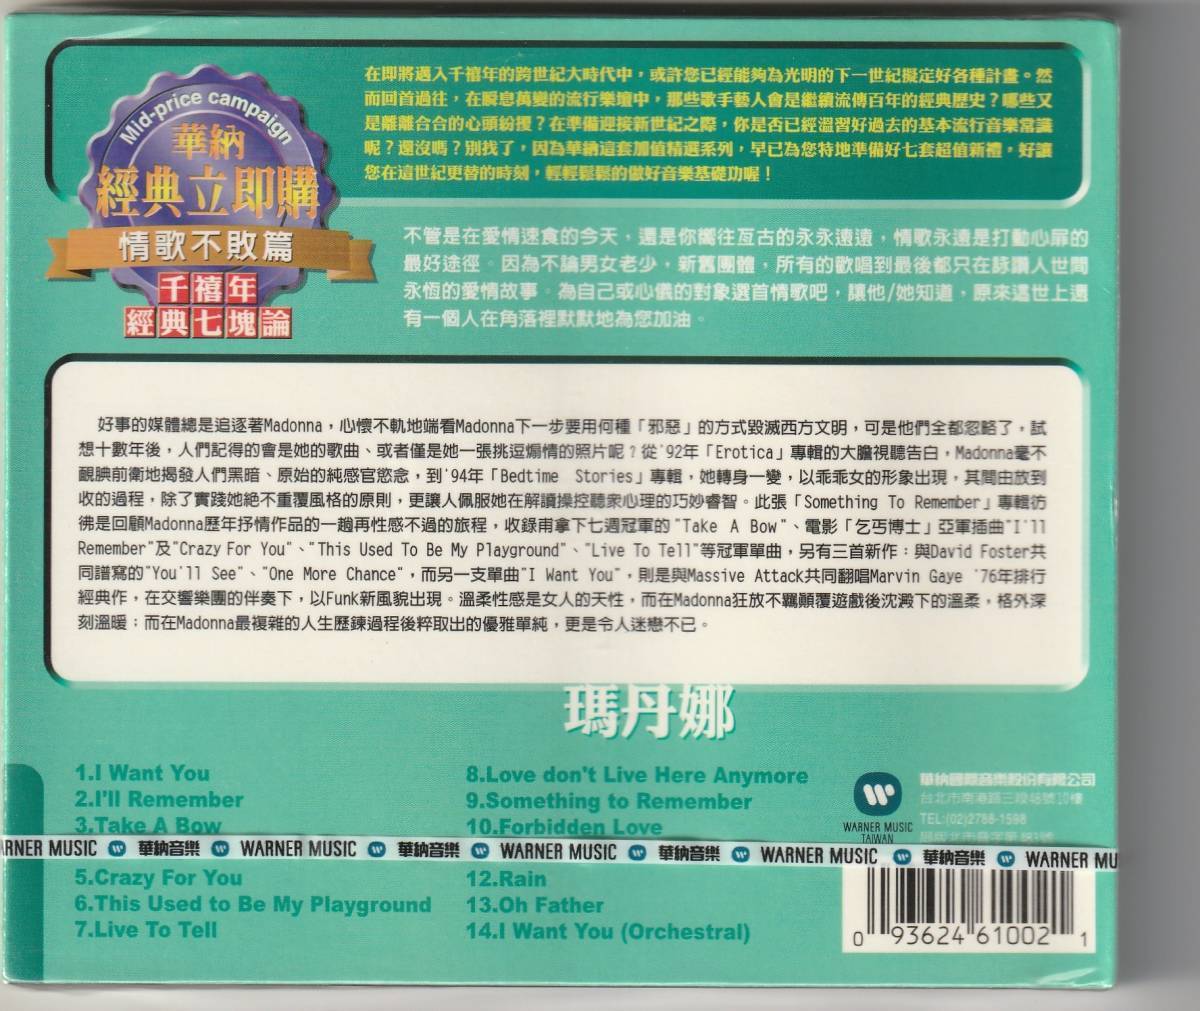 Mid-price campaign
華納
經典立即購
情歌不敗篇
千禧年
經典七塊論
在即將邁入千禧年的跨世紀大時代中，或許您已經能夠為光明的下一世紀擬定好各種計畫。然
而回首過往，在瞬息萬變的流行樂壇中，那些歌手藝人會是繼續流傳百年的經典歷史？哪些又
是離離合合的心頭紛擾？在準備迎接新世紀之際，你是否已經溫習好過去的基本流行音樂常識
呢？還沒嗎？別找了，因為華納這套加值精選系列，早已為您特地準備好七套超值新禮，好讓
您在這世紀更替的時刻，輕輕鬆鬆的做好音樂基礎功喔！
不管是在愛情速食的今天，還是你嚮往亙古的永永遠遠，情歌永遠是打動心扉的
最好途徑。因為不論男女老少，新舊團體，所有的歡唱到最後都只在詠讚人世間
永恆的愛情故事。為自己或心儀的對象選首情歌吧，讓他/她知道，原來這世上還
有一個人在角落裡默默地為您加油。
好事的媒體總是追逐著Madonna，心懷不軌地端看Madonna下一步要用何種「邪惡」的方式毀滅西方文明，可是他們全都忽略了，試
想十數年後，人們記得的會是她的歌曲、或者僅是她一張挑逗煽情的照片呢？從'92年「Erotica」專輯的大膽視聽告白，Madonna毫不
靦腆前衛地揭發人們黑暗、原始的純感官慾念，到'94年「Bedtime Stories」專輯，她轉身一變，以乖乖女的形象出現，其間由放到
收的過程，除了實踐她絕不重覆風格的原則，更讓人佩服她在解讀操控聽衆心理的巧妙睿智。此張「Something To Remember」專輯彷
彿是回顧Madonna歷年抒情作品的一趟再性感不過的旅程，收錄甫拿下七週冠軍的"Take A Bow"、電影「乞丐博士」亞軍插曲"I'll
Remember"及"Crazy For You"、"This Used To Be My Playground"、"Live To Tell"等冠軍單曲，另有三首新作：與David Foster共
同譜寫的"You'll See"、"One More Chance"，而另一支單曲"I Want You"，則是與Massive Attack共同翻唱Marvin Gaye '76年排行
經典作，在交響樂團的伴奏下，以Funk新風貌出現。溫柔性感是女人的天性，而在Madonna狂放不羈顛覆遊戲後沈澱下的溫柔，格外深
刻溫暖；而在Madonna最複雜的人生歷鍊過程後粹取出的優雅單純，更是令人迷戀不已。
瑪丹娜
1.I Want You
2.I'll Remember
3.Take A Bow
5.Crazy For You
6.This Used to Be My Playground
7.Live To Tell
8.Love don't Live Here Anymore
9.Something to Remember
10.Forbidden Love
12.Rain
13.Oh Father
14.I Want You (Orchestral)
WARNER MUSIC
TAIWAN
華納國際音樂股份有限公司
台北市南港路三段48號10樓
TEL:(02)2788-1598
ARNER MUSIC 華納音樂 WARNER MUSIC 華納音樂 WARNER MUSIC 華納音樂 WARNER MUSIC 華納音樂 WARNER MU
0 93624 61002 1